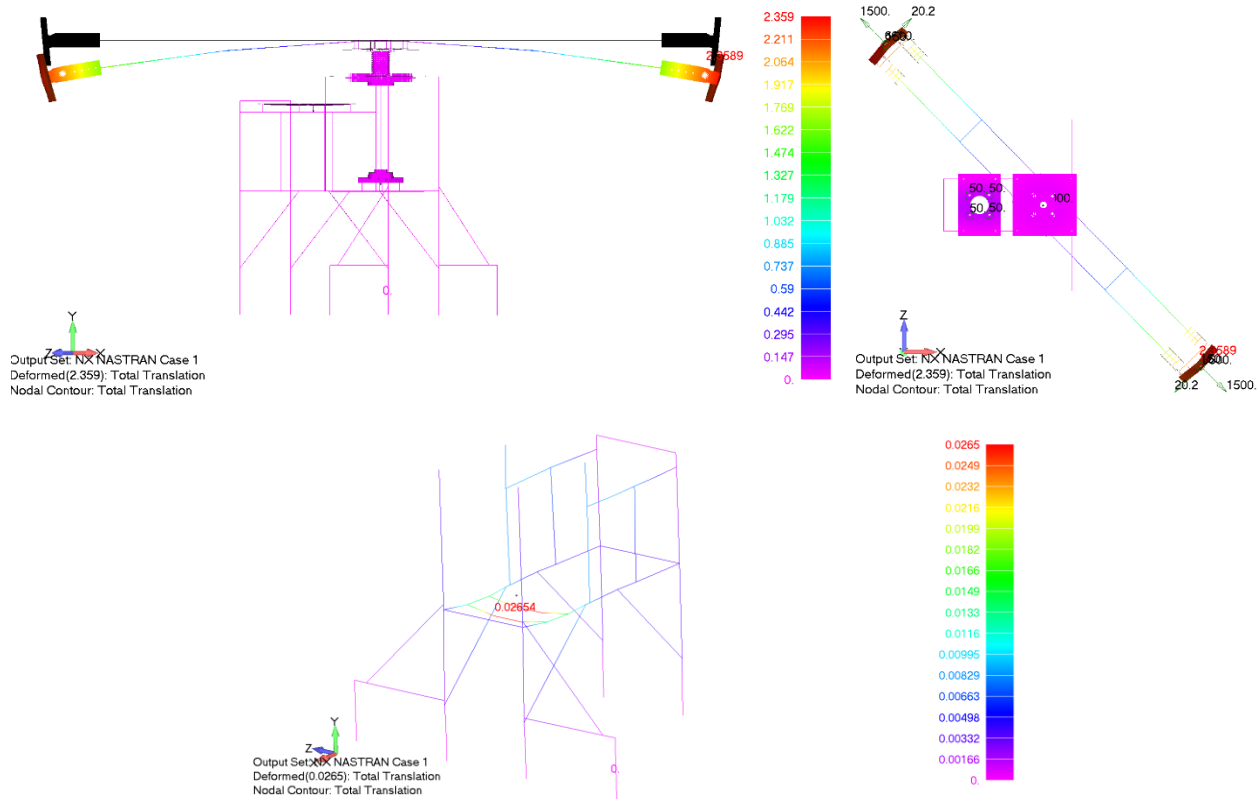 2.359
2.211
2.064
1.917
1.769
1.622
1.474
1.327
1.179
1.032
0.885
0.737
0.59
0.442
0.295
0.147
0.
0.
Y
Z X
Output Set: NX NASTRAN Case 1
Deformed(2.359): Total Translation
Nodal Contour: Total Translation
1500. 20.2
50. 50.
50. 50.
20.2 1500.
Z
X
Output Set: NX NASTRAN Case 1
Deformed(2.359): Total Translation
Nodal Contour: Total Translation
0.02654
0.
Y
Z
Output Set: NX NASTRAN Case 1
Deformed(0.0265): Total Translation
Nodal Contour: Total Translation
0.0265
0.0249
0.0232
0.0216
0.0199
0.0182
0.0166
0.0149
0.0133
0.0116
0.00995
0.00829
0.00663
0.00498
0.00332
0.00166
0.